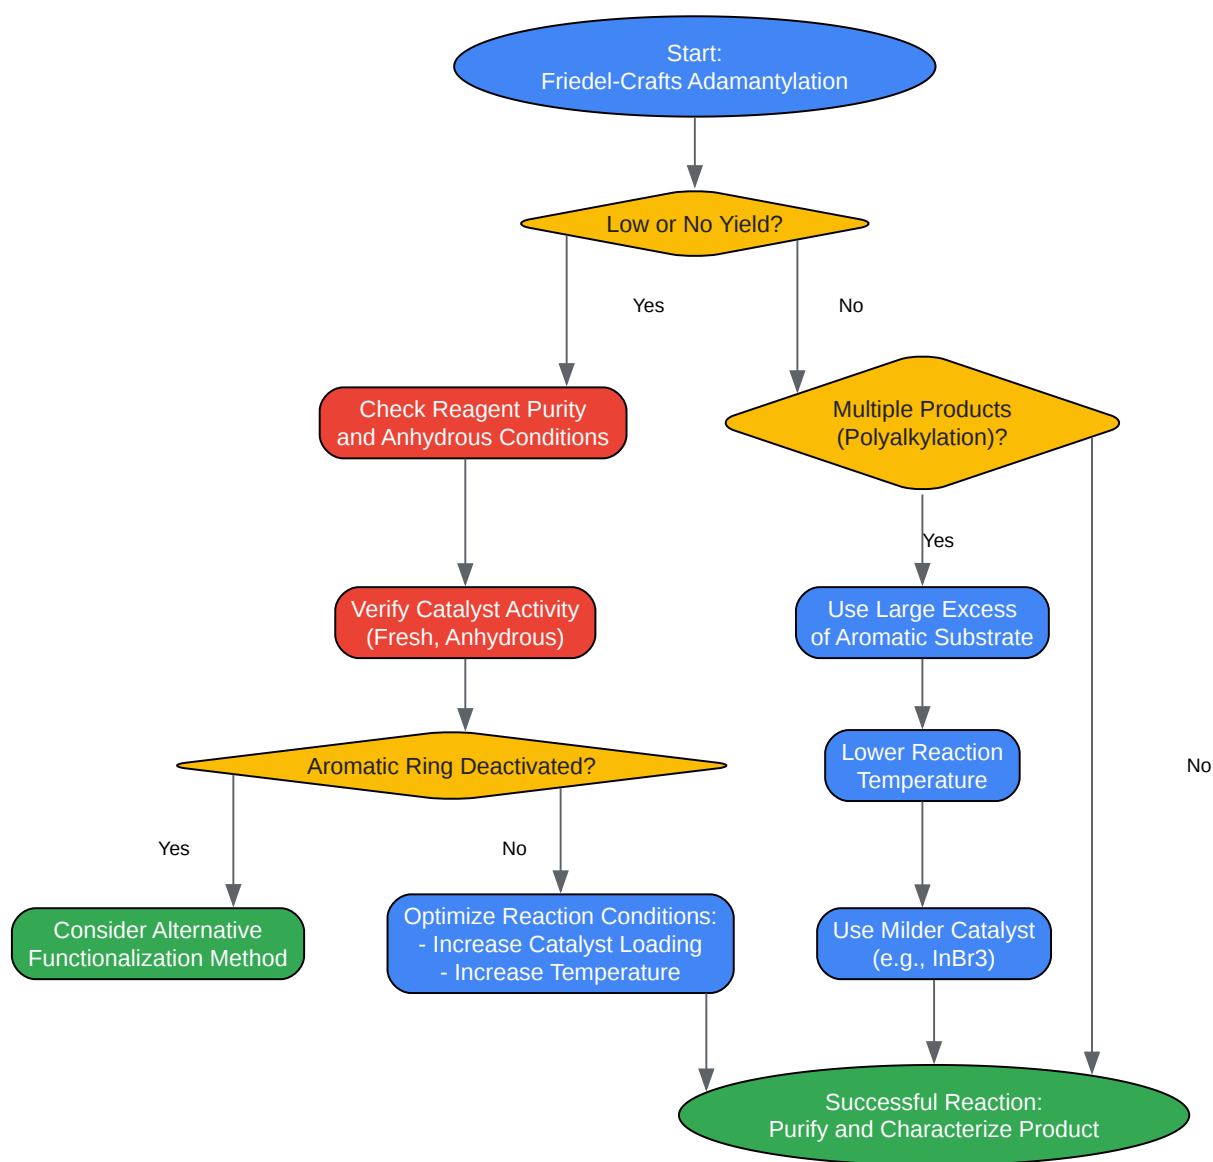 Start:
Friedel-Crafts Adamantylation
Low or No Yield?
Yes
No
Check Reagent Purity
and Anhydrous Conditions
Multiple Products
(Polyalkylation)?
Yes
Verify Catalyst Activity
(Fresh, Anhydrous)
Use Large Excess
of Aromatic Substrate
Aromatic Ring Deactivated?
Lower Reaction
Temperature
No
Yes
No
Consider Alternative
Functionalization Method
Optimize Reaction Conditions:
- Increase Catalyst Loading
- Increase Temperature
Use Milder Catalyst
(e.g., InBr3)
Successful Reaction:
Purify and Characterize Product